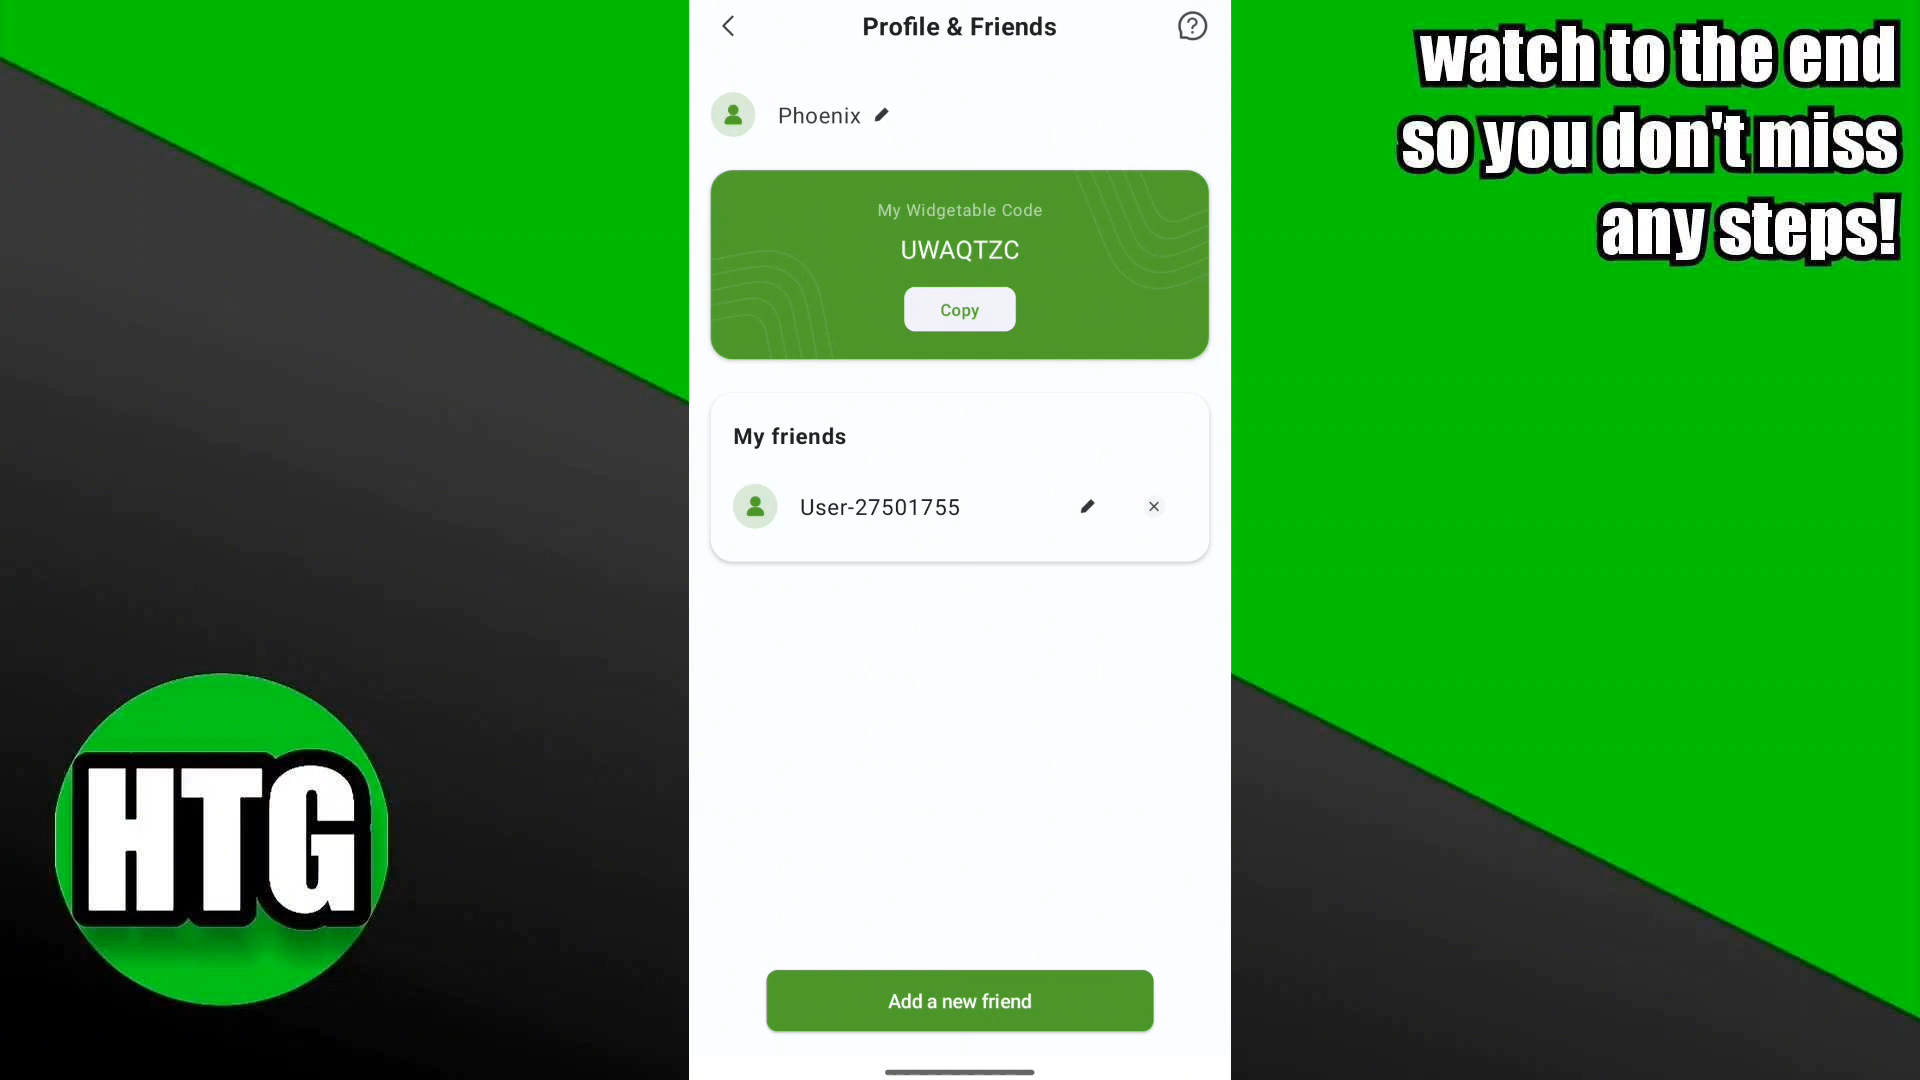 Profile & Friends
Phoenix
My Widgetable Code
UWAQTZC
Copy
My friends
User-27501755
Add a new friend
watch to the end
so you don't miss
any steps!
HTG